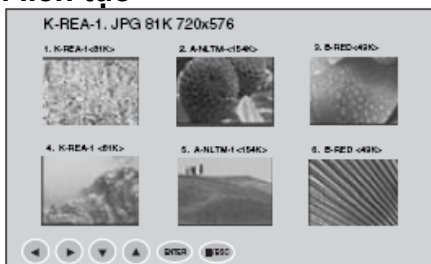 K-REA-1. JPG 81K 720x576
1. K-REA-1 <81K>
2. A-NLTM <154K>
3. B-RED <49K>
4. K-REA-1 <81K>
5. A-NLTM-1 <154K>
6. B-RED <49K>
ENTER
ESC